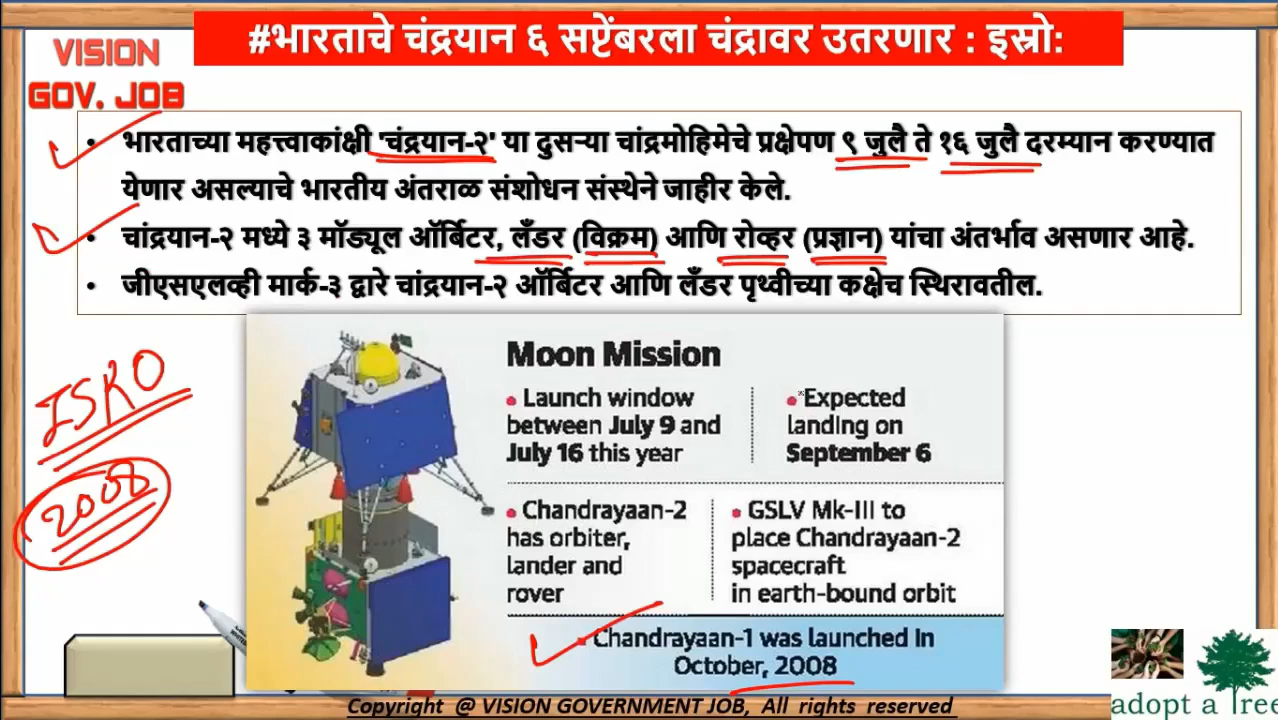 #भारताचे चंद्रयान ६ सप्टेंबरला चंद्रावर उतरणार : इस्रो:
VISION
GOV. JOB
• भारताच्या महत्त्वाकांक्षी 'चंद्रयान-२' या दुसऱ्या चांद्रमोहिमेचे प्रक्षेपण ९ जुलै ते १६ जुलै दरम्यान करण्यात
येणार असल्याचे भारतीय अंतराळ संशोधन संस्थेने जाहीर केले.
• चांद्रयान-२ मध्ये ३ मॉड्यूल ऑर्बिटर, लँडर (विक्रम) आणि रोव्हर (प्रज्ञान) यांचा अंतर्भाव असणार आहे.
• जीएसएलव्ही मार्क-३ द्वारे चांद्रयान-२ ऑर्बिटर आणि लँडर पृथ्वीच्या कक्षेच स्थिरावतील.
ISRO
2008
Moon Mission
• Launch window
between July 9 and
July 16 this year
• Expected
landing on
September 6
• Chandrayaan-2
has orbiter,
lander and
rover
• GSLV Mk-III to
place Chandrayaan-2
spacecraft
in earth-bound orbit
• Chandrayaan-1 was launched in
October, 2008
Copyright @ VISION GOVERNMENT JOB, All rights reserved
adopt a Tree